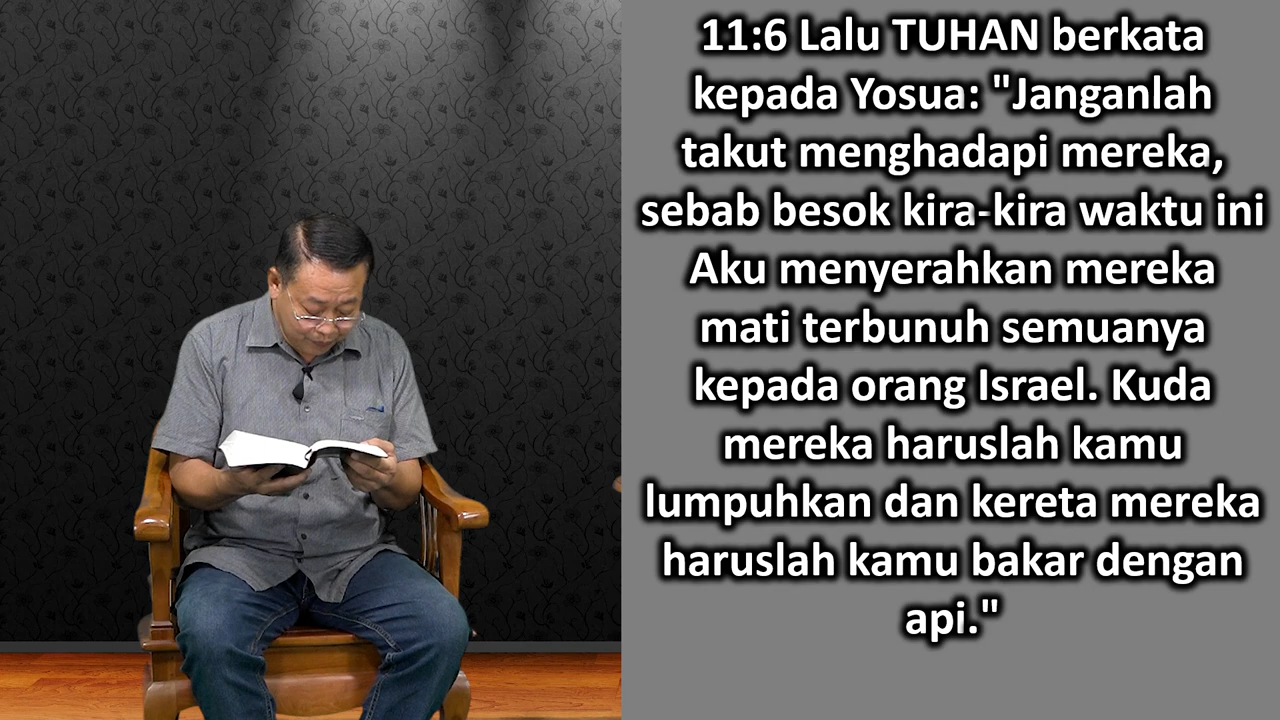 11:6 Lalu TUHAN berkata
kepada Yosua: "Janganlah
takut menghadapi mereka,
sebab besok kira-kira waktu ini
Aku menyerahkan mereka
mati terbunuh semuanya
kepada orang Israel. Kuda
mereka haruslah kamu
lumpuhkan dan kereta mereka
haruslah kamu bakar dengan
api."